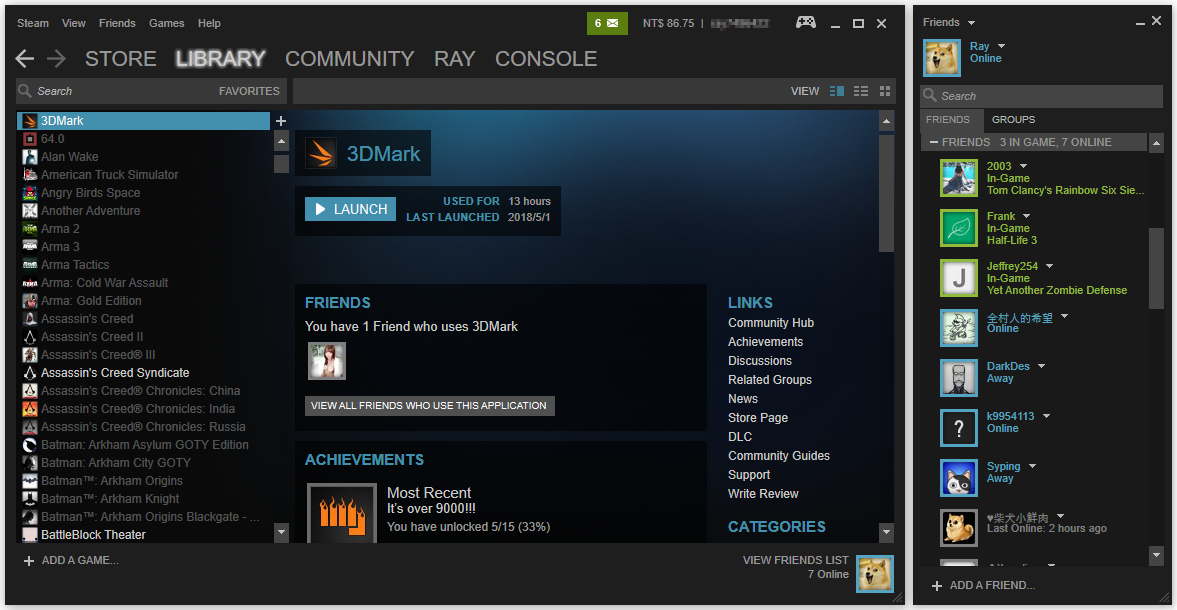 Steam View Friends Games Help
6
NT$ 86.75 |
STORE LIBRARY COMMUNITY RAY CONSOLE
Search FAVORITES
VIEW
3DMark
64.0
Alan Wake
American Truck Simulator
Angry Birds Space
Another Adventure
Arma 2
Arma 3
Arma Tactics
Arma: Cold War Assault
Arma: Gold Edition
Assassin's Creed
Assassin's Creed II
Assassin's Creed® III
Assassin's Creed Syndicate
Assassin's Creed® Chronicles: China
Assassin's Creed® Chronicles: India
Assassin's Creed® Chronicles: Russia
Batman: Arkham Asylum GOTY Edition
Batman: Arkham City GOTY
Batman™: Arkham Origins
Batman™: Arkham Knight
Batman™: Arkham Origins Blackgate - ...
BattleBlock Theater
ADD A GAME...
3DMark
LAUNCH
USED FOR 13 hours
LAST LAUNCHED 2018/5/1
FRIENDS
You have 1 Friend who uses 3DMark
VIEW ALL FRIENDS WHO USE THIS APPLICATION
ACHIEVEMENTS
Most Recent
It's over 9000!!!
You have unlocked 5/15 (33%)
LINKS
Community Hub
Achievements
Discussions
Related Groups
News
Store Page
DLC
Community Guides
Support
Write Review
CATEGORIES
VIEW FRIENDS LIST
7 Online
Friends
Ray
Online
Search
FRIENDS GROUPS
FRIENDS 3 IN GAME, 7 ONLINE
2003
In-Game
Tom Clancy's Rainbow Six Sie...
Frank
In-Game
Half-Life 3
J
Jeffrey254
In-Game
Yet Another Zombie Defense
全村人的希望
Online
DarkDes
Away
?
k9954113
Online
Syping
Away
♥柴犬小鮮肉
Last Online: 2 hours ago
ADD A FRIEND...